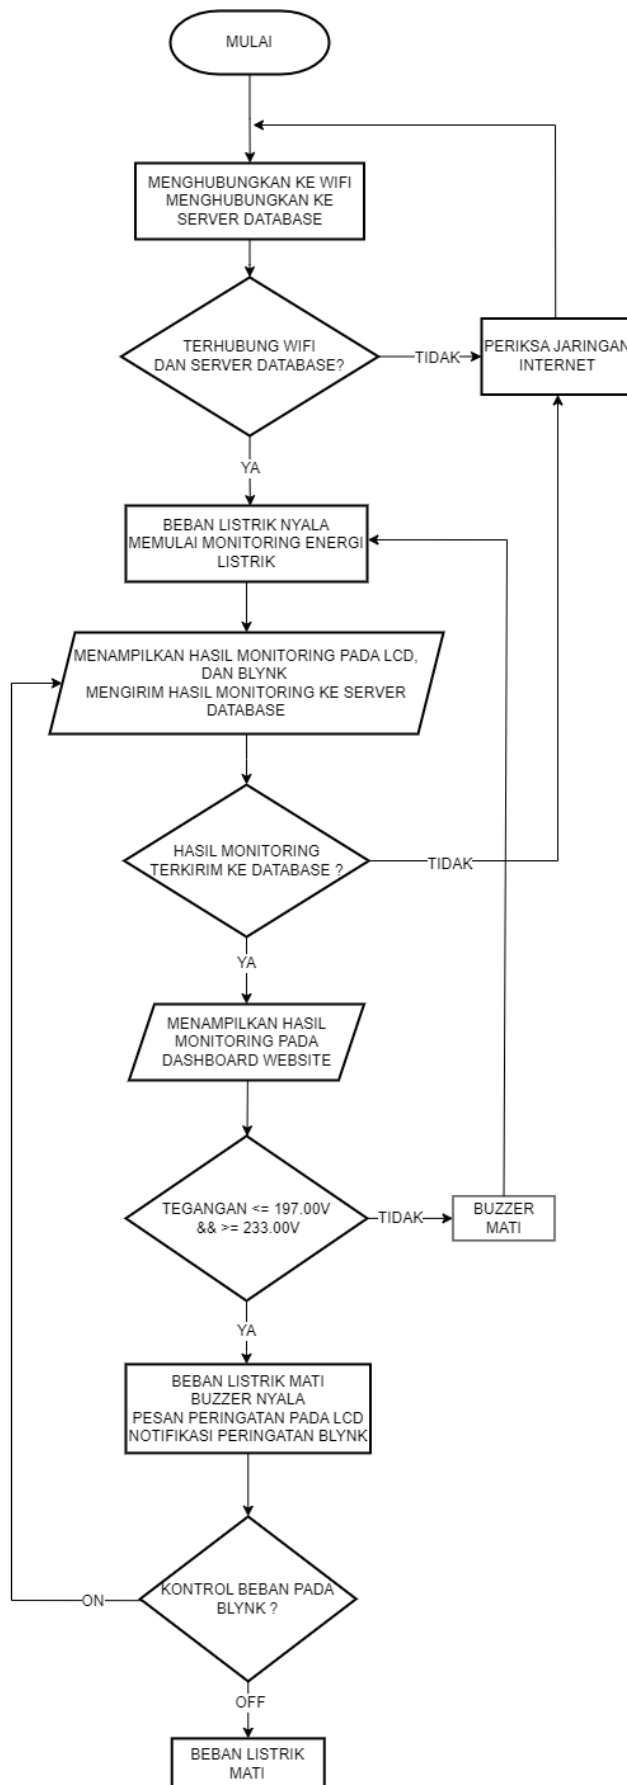 MULAI
MENGHUBUNGKAN KE WIFI
MENGHUBUNGKAN KE
SERVER DATABASE
TERHUBUNG WIFI
DAN SERVER DATABASE?
TIDAK
PERIKSA JARINGAN
INTERNET
YA
BEBAN LISTRIK NYALA
MEMULAI MONITORING ENERGI
LISTRIK
MENAMPILKAN HASIL MONITORING PADA LCD,
DAN BLYNK
MENGIRIM HASIL MONITORING KE SERVER
DATABASE
HASIL MONITORING
TERKIRIM KE DATABASE ?
TIDAK
YA
MENAMPILKAN HASIL
MONITORING PADA
DASHBOARD WEBSITE
TEGANGAN <= 197.00V
&& >= 233.00V
TIDAK
BUZZER
MATI
YA
BEBAN LISTRIK MATI
BUZZER NYALA
PESAN PERINGATAN PADA LCD
NOTIFIKASI PERINGATAN BLYNK
KONTROL BEBAN PADA
BLYNK ?
ON
OFF
BEBAN LISTRIK
MATI